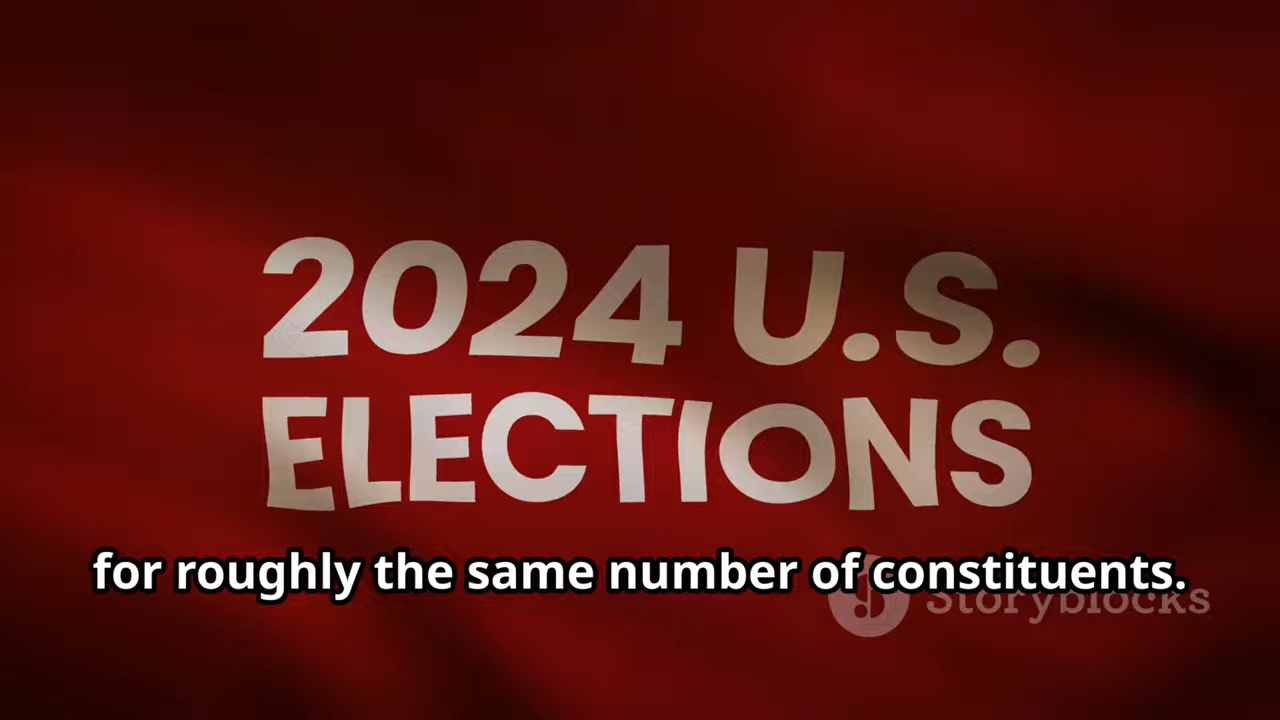 2024 U.S.
ELECTIONS
for roughly the same number of constituents.
Storyblocks